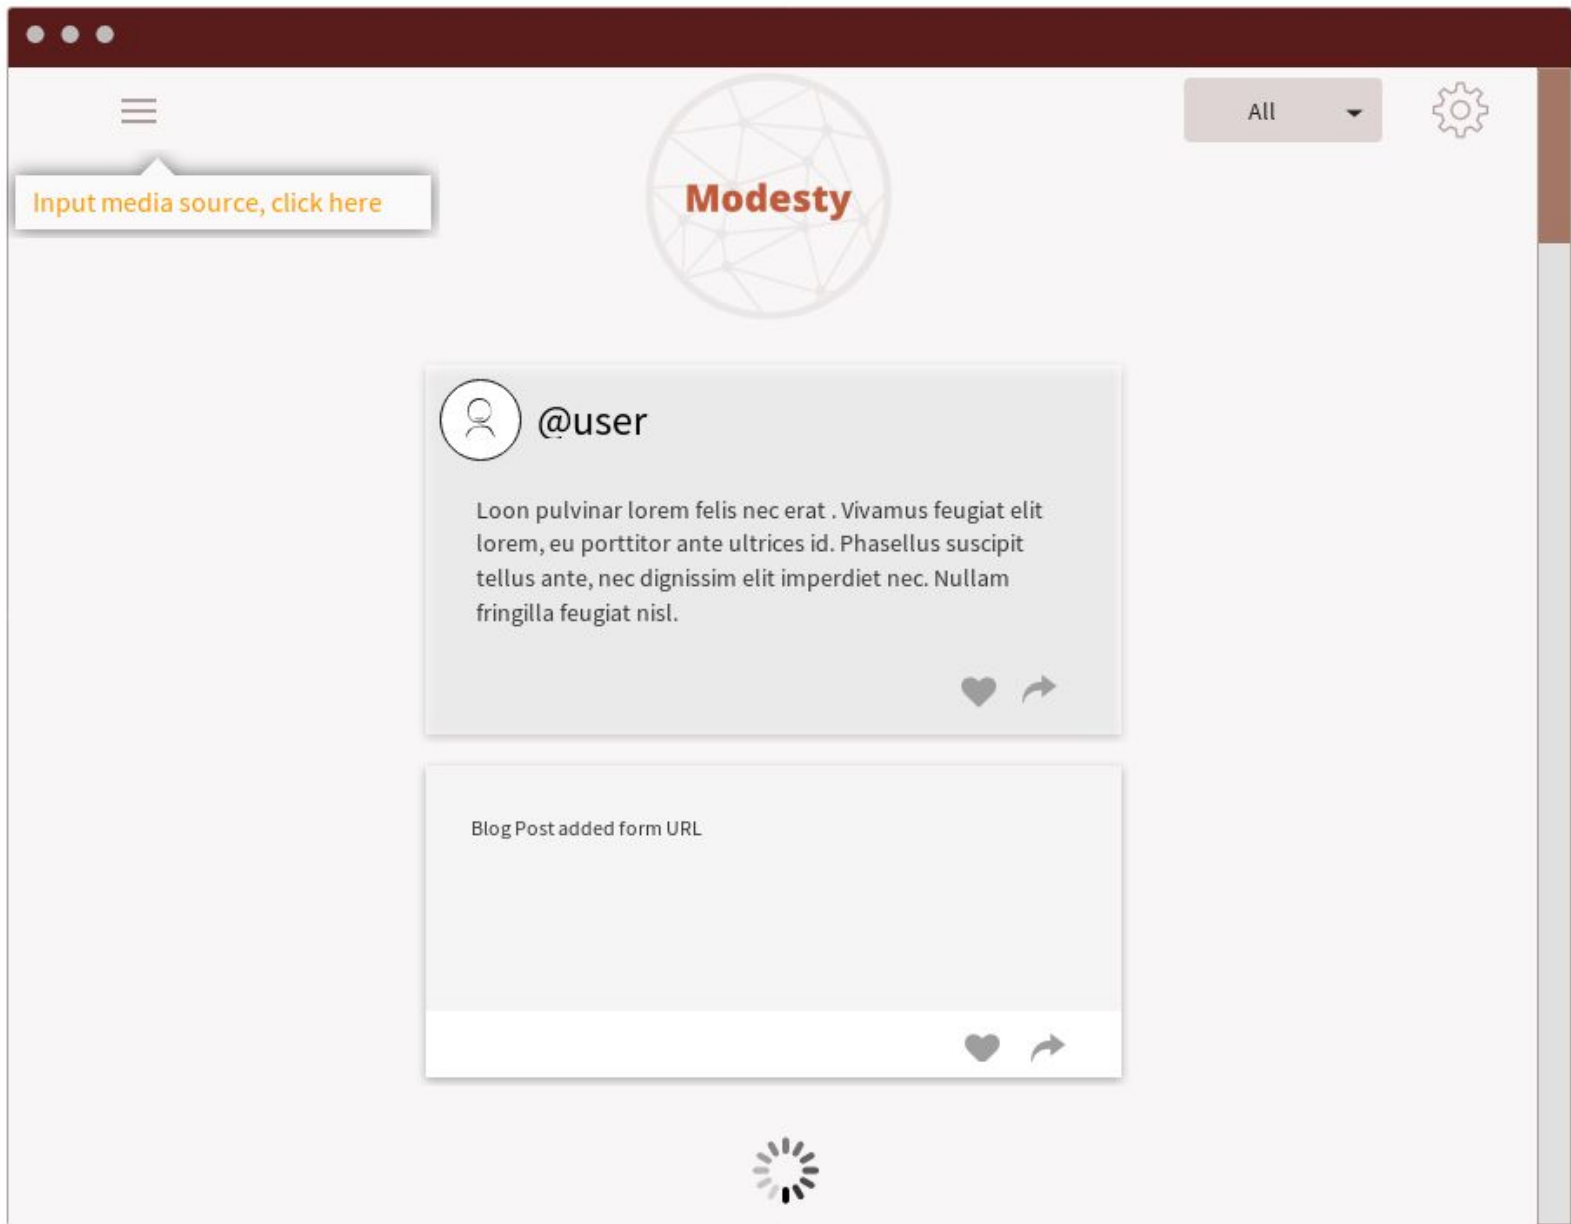 All
Input media source, click here
Modesty
@user
Loon pulvinar lorem felis nec erat . Vivamus feugiat elit
lorem, eu porttitor ante ultrices id. Phasellus suscipit
tellus ante, nec dignissim elit imperdiet nec. Nullam
fringilla feugiat nisl.
Blog Post added form URL